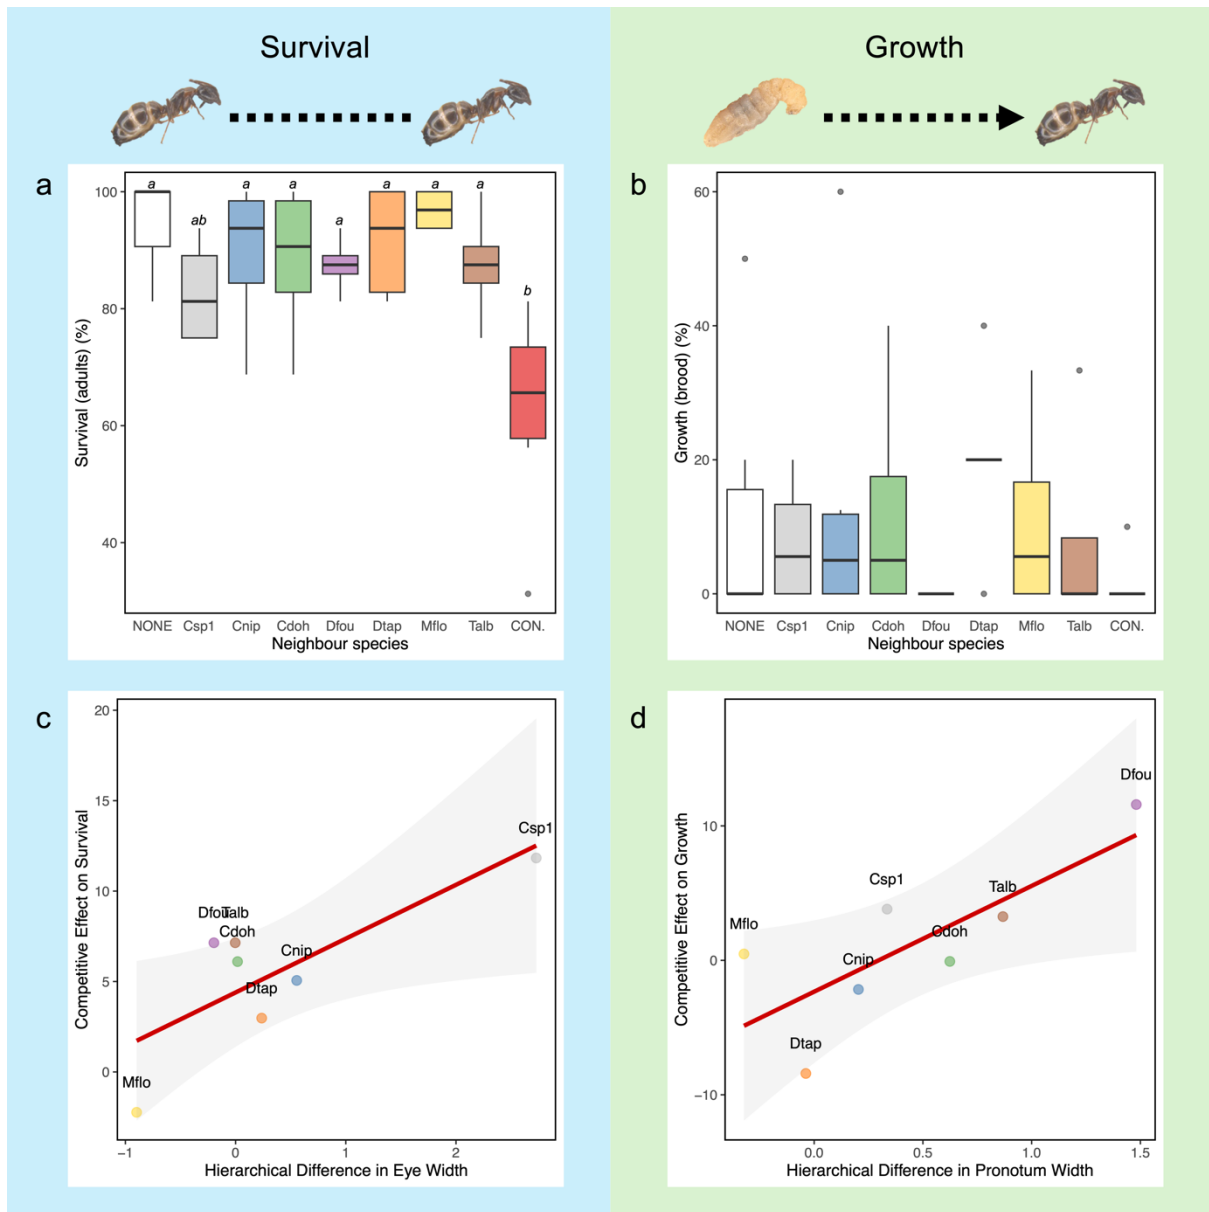 Survival
Growth
a
100
80
60
40
Survival (adults) (%)
a
ab
a
a
a
a
a
a
b
NONE Csp1 Cnip Cdoh Dfou Dtap Mflo Talb CON.
Neighbour species
b
60
40
20
0
Growth (brood) (%)
NONE Csp1 Cnip Cdoh Dfou Dtap Mflo Talb CON.
Neighbour species
c
20
15
10
5
0
Competitive Effect on Survival
Csp1
Dfou
Talb
Cdoh
Cnip
Dtap
Mflo
−1 0 1 2
Hierarchical Difference in Eye Width
d
10
0
−10
Competitive Effect on Growth
Dfou
Csp1
Talb
Mflo
Cdoh
Cnip
Dtap
0.0 0.5 1.0 1.5
Hierarchical Difference in Pronotum Width